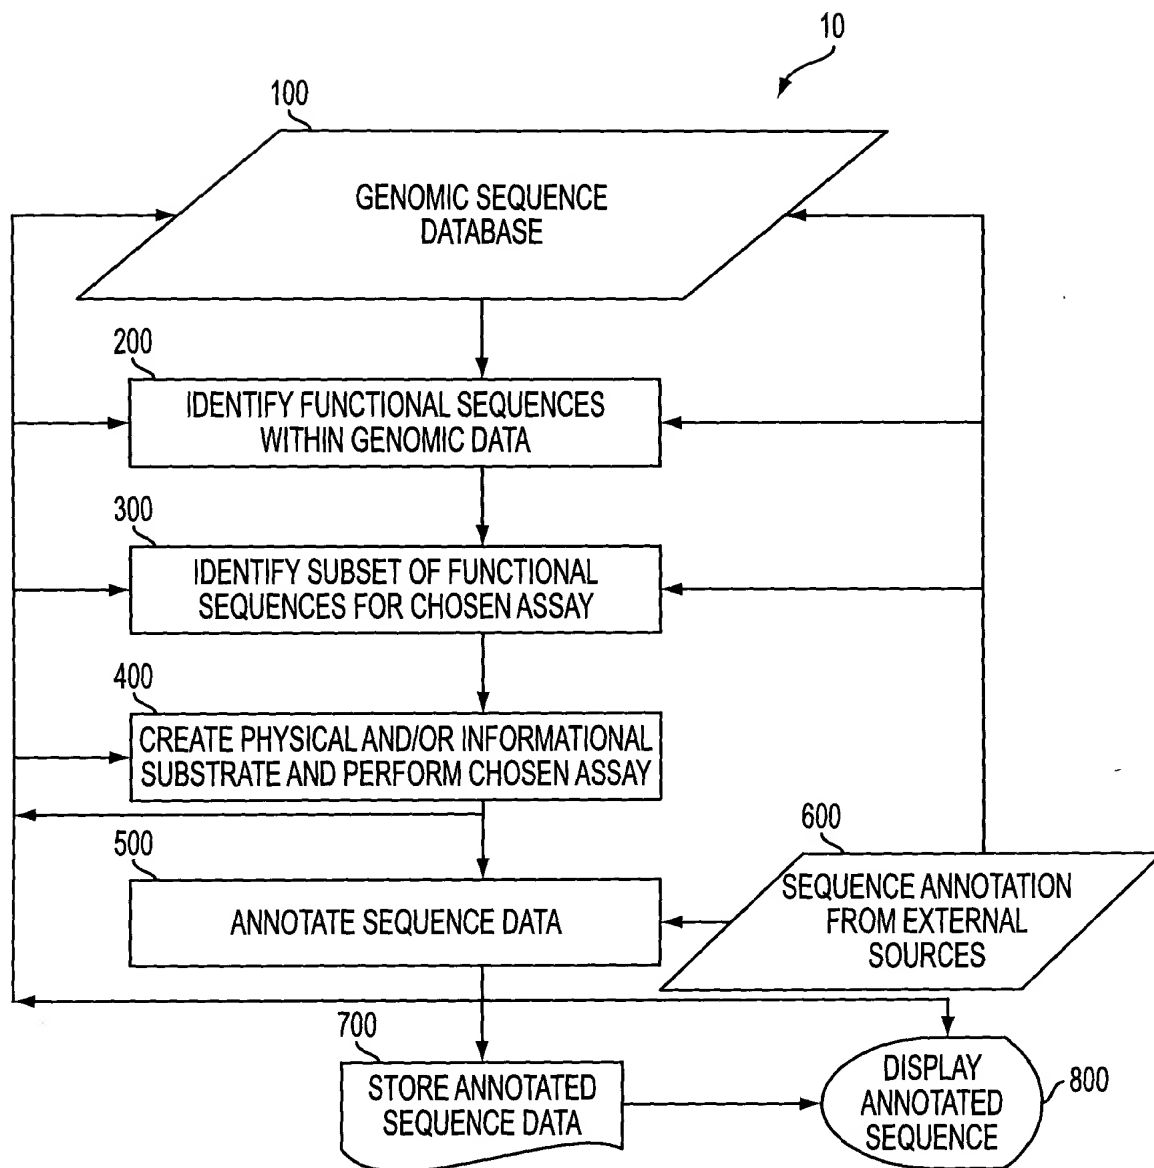 10
100
GENOMIC SEQUENCE
DATABASE
200
IDENTIFY FUNCTIONAL SEQUENCES
WITHIN GENOMIC DATA
300
IDENTIFY SUBSET OF FUNCTIONAL
SEQUENCES FOR CHOSEN ASSAY
400
CREATE PHYSICAL AND/OR INFORMATIONAL
SUBSTRATE AND PERFORM CHOSEN ASSAY
500
ANNOTATE SEQUENCE DATA
600
SEQUENCE ANNOTATION
FROM EXTERNAL
SOURCES
700
STORE ANNOTATED
SEQUENCE DATA
DISPLAY
ANNOTATED
SEQUENCE
800